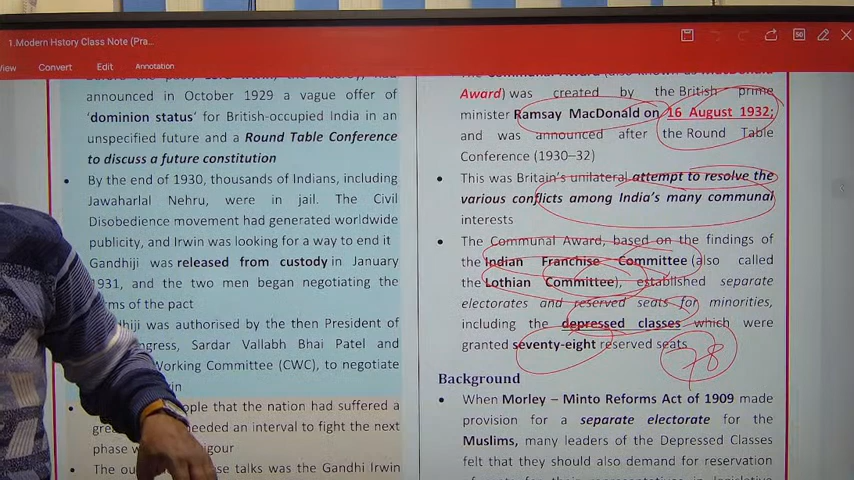 1.Modern Hstory Class Note (Pra...
View Convert Edit Annotation
50
announced in October 1929 a vague offer of
'dominion status' for British-occupied India in an
unspecified future and a Round Table Conference
to discuss a future constitution
• By the end of 1930, thousands of Indians, including
Jawaharlal Nehru, were in jail. The Civil
Disobedience movement had generated worldwide
publicity, and Irwin was looking for a way to end it
Gandhiji was released from custody in January
1931, and the two men began negotiating the
of the pact
was authorised by the then President of
Sardar Vallabh Bhai Patel and
Working Committee (CWC), to negotiate
that the nation had suffered a
needed an interval to fight the next
phase
• The talks was the Gandhi Irwin
The Communal Award (also
Award) was created by the British prime
minister Ramsay MacDonald on 16 August 1932;
and was announced after the Round Table
Conference (1930–32)
• This was Britain's unilateral attempt to resolve the
various conflicts among India's many communal
interests
• The Communal Award, based on the findings of
the Indian Franchise Committee (also called
the Lothian Committee), established separate
electorates and reserved seats for minorities,
including the depressed classes which were
granted seventy-eight reserved seats
78
Background
• When Morley – Minto Reforms Act of 1909 made
provision for a separate electorate for the
Muslims, many leaders of the Depressed Classes
felt that they should also demand for reservation